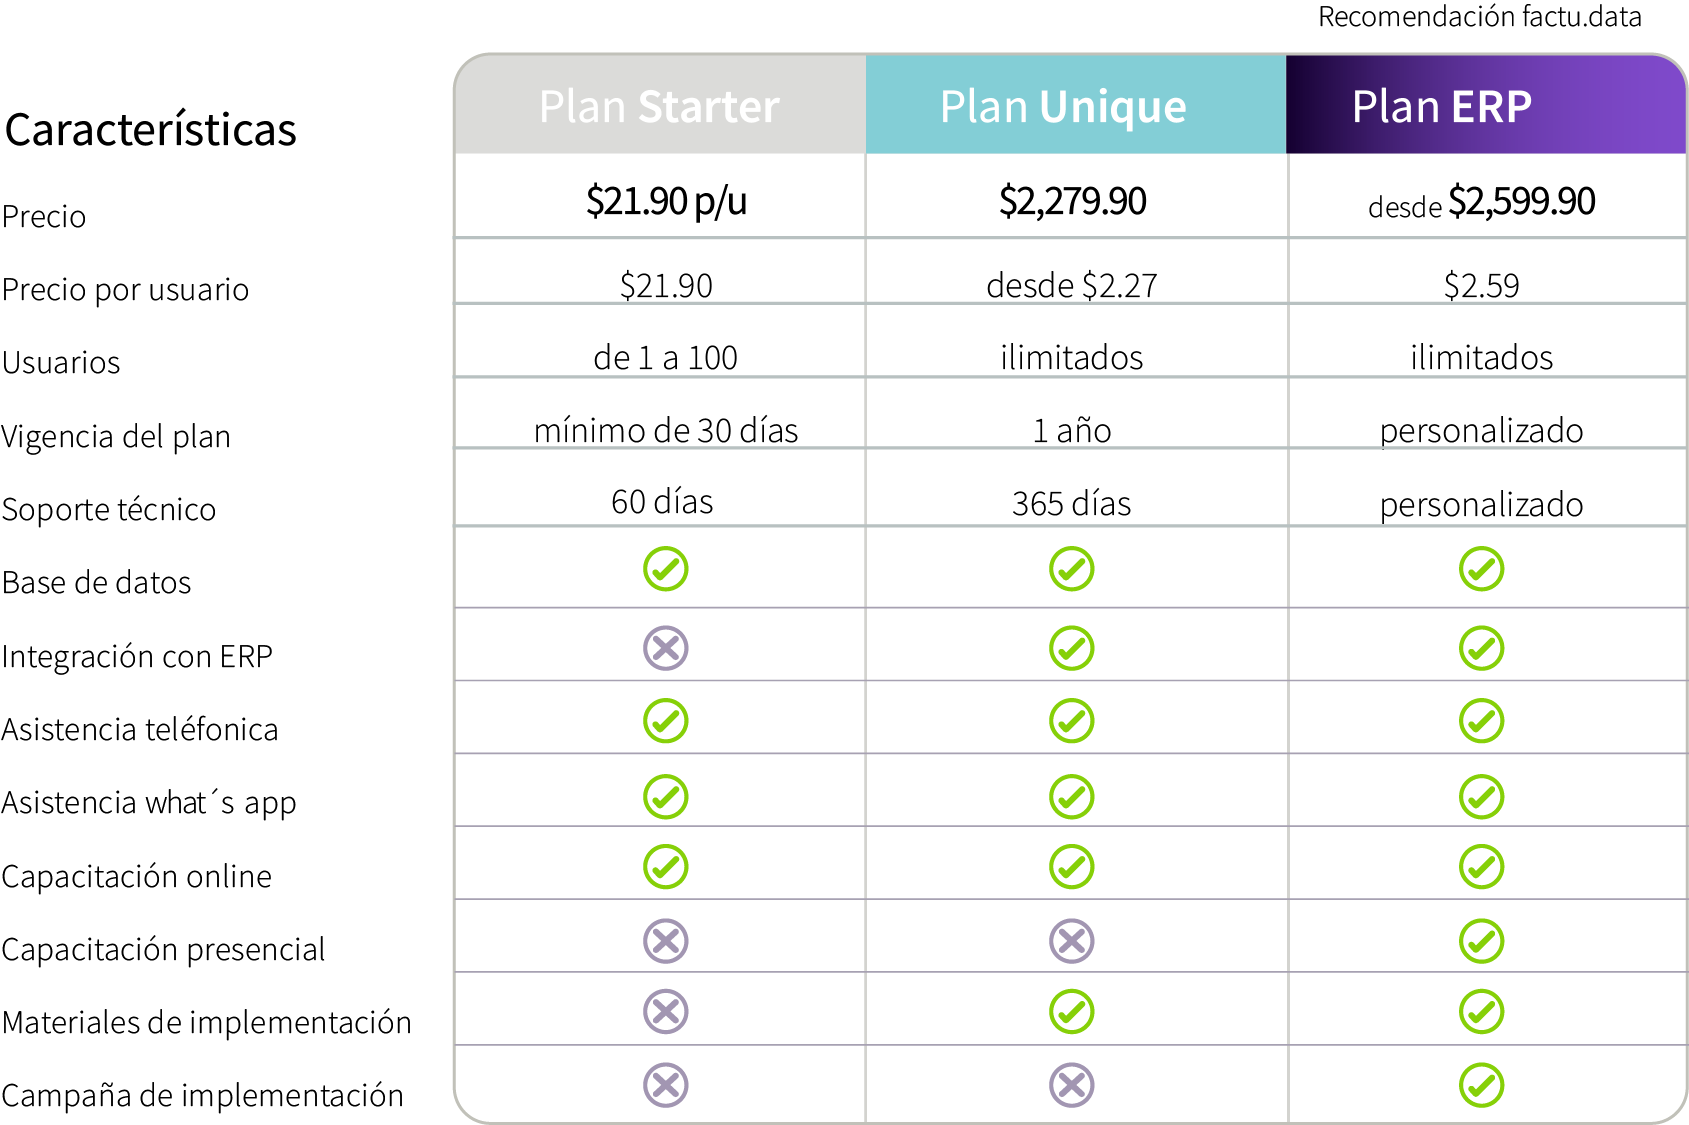 Recomendación factu.data
Características Plan Starter Plan Unique Plan ERP
Precio $21.90 p/u $2,279.90 desde $2,599.90
Precio por usuario $21.90 desde $2.27 $2.59
Usuarios de 1 a 100 ilimitados ilimitados
Vigencia del plan mínimo de 30 días 1 año personalizado
Soporte técnico 60 días 365 días personalizado
Base de datos
Integración con ERP
Asistencia teléfonica
Asistencia what´s app
Capacitación online
Capacitación presencial
Materiales de implementación
Campaña de implementación